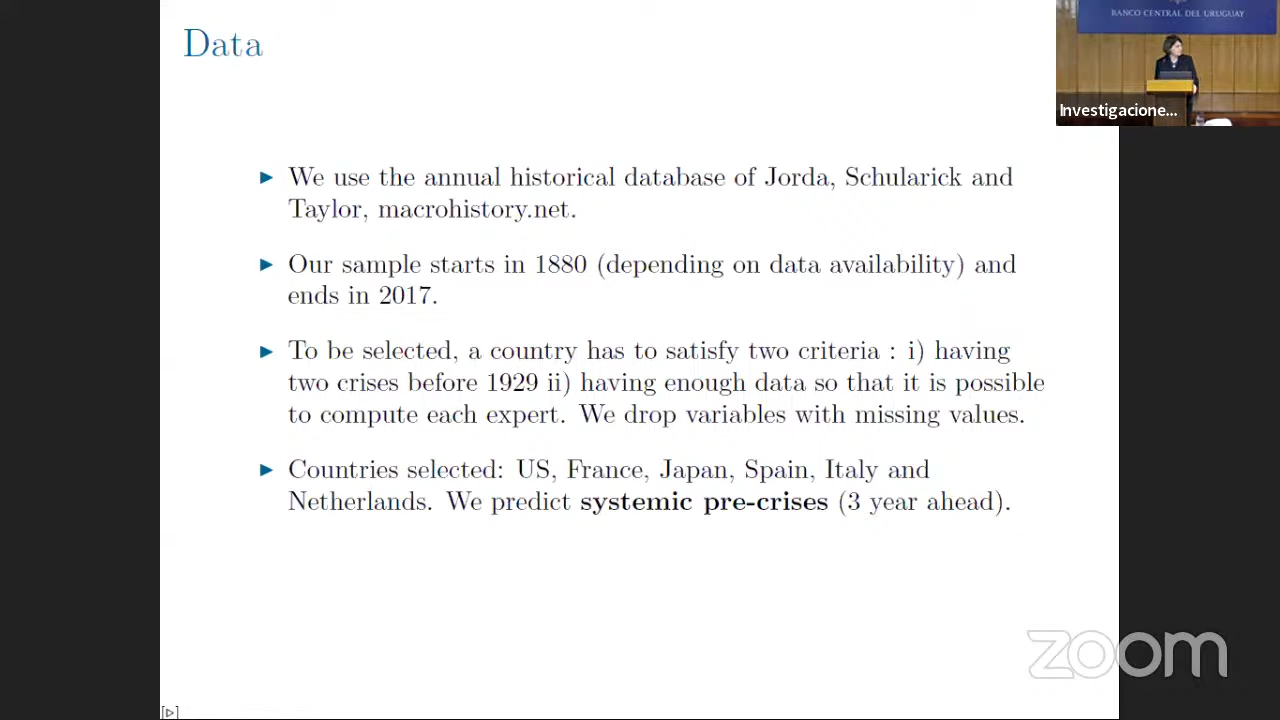 Data
BANCO CENTRAL DEL URUGUAY
Investigacione...
▶ We use the annual historical database of Jorda, Schularick and
Taylor, macrohistory.net.
▶ Our sample starts in 1880 (depending on data availability) and
ends in 2017.
▶ To be selected, a country has to satisfy two criteria : i) having
two crises before 1929 ii) having enough data so that it is possible
to compute each expert. We drop variables with missing values.
▶ Countries selected: US, France, Japan, Spain, Italy and
Netherlands. We predict systemic pre-crises (3 year ahead).
zoom